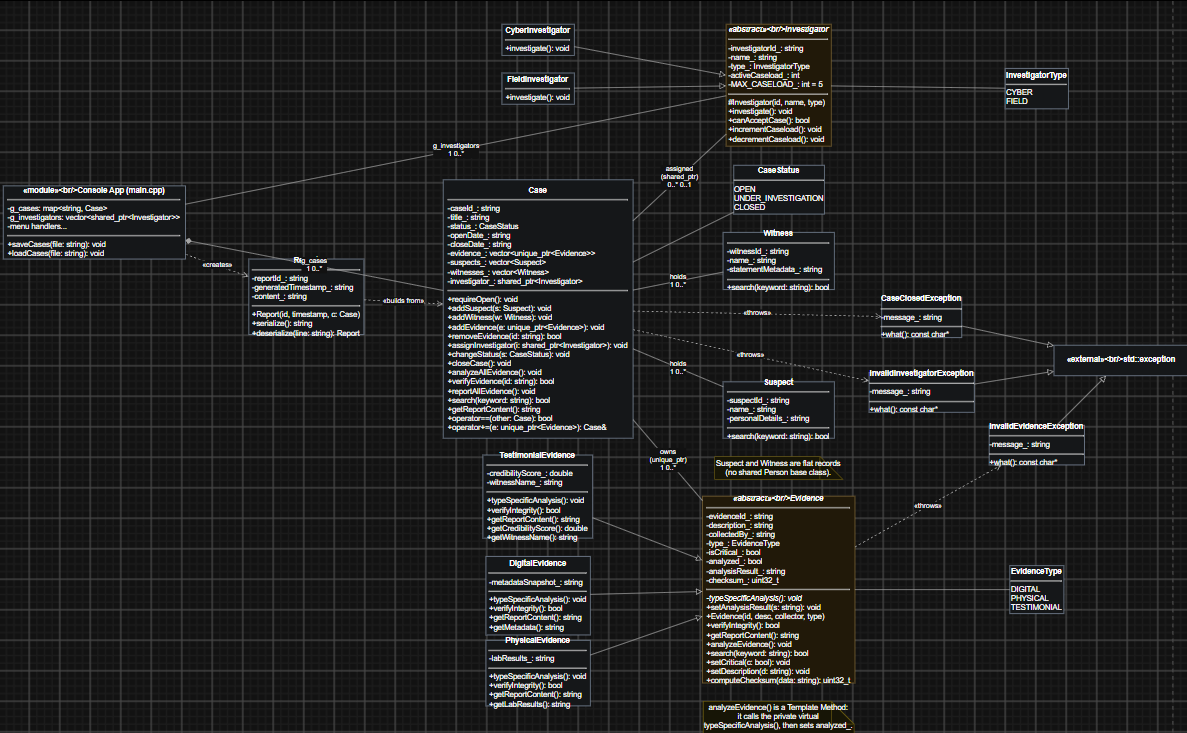 CyberInvestigator
+investigate(): void
FieldInvestigator
+investigate(): void
«abstract»<br/>Investigator
-investigatorId_: string
-name_: string
-type_: InvestigatorType
-activeCaseload_: int
-MAX_CASELOAD_: int = 5
#Investigator(id, name, type)
+investigate(): void
+canAcceptCase(): bool
+incrementCaseload(): void
+decrementCaseload(): void
InvestigatorType
CYBER
FIELD
g_investigators
1 0..*
assigned
(shared_ptr)
0..* 0..1
«module»<br/>Console App (main.cpp)
-g_cases: map<string, Case>
-g_investigators: vector<shared_ptr<Investigator>>
-menu handlers...
+saveCases(file: string): void
+loadCases(file: string): void
«creates»
g_cases
1 0..*
-reportId_: string
-generatedTimestamp_: string
-content_: string
+Report(id, timestamp, c: Case)
+serialize(): string
+deserialize(line: string): Report
«builds from»
Case
-caseId_: string
-title_: string
-status_: CaseStatus
-openDate_: string
-closeDate_: string
-evidence_: vector<unique_ptr<Evidence>>
-suspects_: vector<Suspect>
-witnesses_: vector<Witness>
-investigator_: shared_ptr<Investigator>
+requireOpen(): void
+addSuspect(s: Suspect): void
+addWitness(w: Witness): void
+addEvidence(e: unique_ptr<Evidence>): void
+removeEvidence(id: string): bool
+assignInvestigator(i: shared_ptr<Investigator>): void
+changeStatus(s: CaseStatus): void
+closeCase(): void
+analyzeAllEvidence(): void
+verifyEvidence(id: string): bool
+reportAllEvidence(): void
+search(keyword: string): bool
+getReportContent(): string
+operator==(other: Case): bool
+operator+=(e: unique_ptr<Evidence>): Case&
CaseStatus
OPEN
UNDER_INVESTIGATION
CLOSED
Witness
-witnessId_: string
-name_: string
-statementMetadata_: string
+search(keyword: string): bool
holds
1 0..*
«throws»
CaseClosedException
-message_: string
+what(): const char*
«throws»
InvalidInvestigatorException
-message_: string
+what(): const char*
«external»<br/>std::exception
holds
1 0..*
Suspect
-suspectId_: string
-name_: string
-personalDetails_: string
+search(keyword: string): bool
InvalidEvidenceException
-message_: string
+what(): const char*
«throws»
Suspect and Witness are flat records
(no shared Person base class).
owns
(unique_ptr)
1 0..*
TestimonialEvidence
-credibilityScore_: double
-witnessName_: string
+typeSpecificAnalysis(): void
+verifyIntegrity(): bool
+getReportContent(): string
+getCredibilityScore(): double
+getWitnessName(): string
DigitalEvidence
-metadataSnapshot_: string
+typeSpecificAnalysis(): void
+verifyIntegrity(): bool
+getReportContent(): string
+getMetadata(): string
PhysicalEvidence
-labResults_: string
+typeSpecificAnalysis(): void
+verifyIntegrity(): bool
+getReportContent(): string
+getLabResults(): string
«abstract»<br/>Evidence
-evidenceId_: string
-description_: string
-collectedBy_: string
-type_: EvidenceType
-isCritical_: bool
-analyzed_: bool
-analysisResult_: string
-checksum_: uint32_t
-typeSpecificAnalysis(): void
+setAnalysisResult(s: string): void
+Evidence(id, desc, collector, type)
+verifyIntegrity(): bool
+getReportContent(): string
+analyzeEvidence(): void
+search(keyword: string): bool
+setCritical(c: bool): void
+setDescription(d: string): void
+computeChecksum(data: string): uint32_t
EvidenceType
DIGITAL
PHYSICAL
TESTIMONIAL
analyzeEvidence() is a Template Method:
it calls the private virtual
typeSpecificAnalysis(), then sets analyzed_.